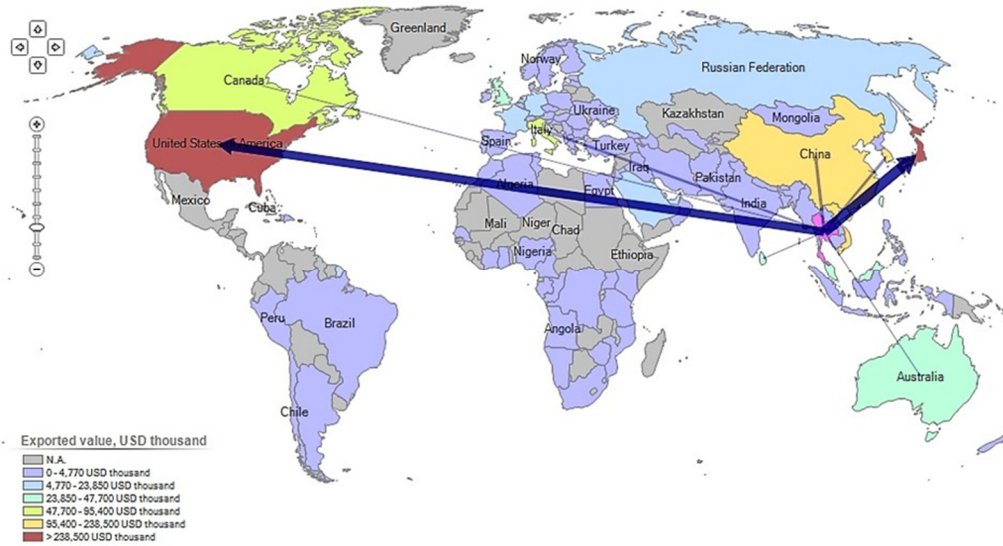 Greenland
Norway
Russian Federation
Canada
Ukraine
Kazakhstan
Mongolia
Italy
Spain
Turkey
China
United States of America
Iraq
Pakistan
Algeria
Egypt
India
Mexico
Cuba
Mali
Niger
Chad
Nigeria
Ethiopia
Peru
Brazil
Angola
Australia
Chile
Exported value, USD thousand
N.A.
0 - 4,770 USD thousand
4,770 - 23,850 USD thousand
23,850 - 47,700 USD thousand
47,700 - 95,400 USD thousand
95,400 - 238,500 USD thousand
> 238,500 USD thousand